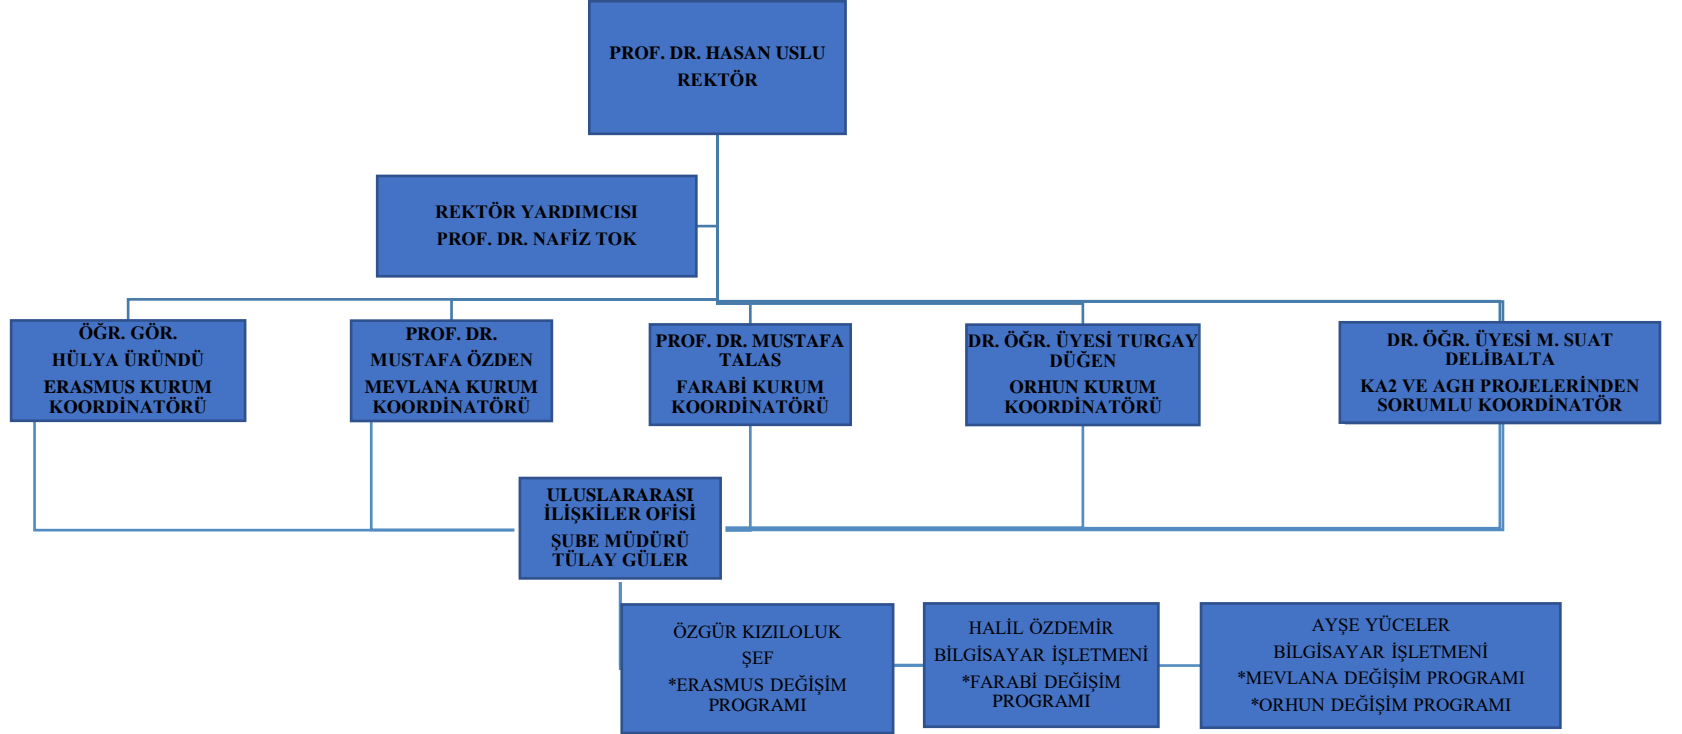 PROF. DR. HASAN USLU
REKTÖR
REKTÖR YARDIMCISI
PROF. DR. NAFİZ TOK
ÖĞR. GÖR.
HÜLYA ÜRÜNDÜ
ERASMUS KURUM
KOORDİNATÖRÜ
PROF. DR.
MUSTAFA ÖZDEN
MEVLANA KURUM
KOORDİNATÖRÜ
PROF. DR. MUSTAFA
TALAS
FARABİ KURUM
KOORDİNATÖRÜ
DR. ÖĞR. ÜYESİ TURGAY
DÜĞEN
ORHUN KURUM
KOORDİNATÖRÜ
DR. ÖĞR. ÜYESİ M. SUAT
DELİBALTA
KA2 VE AGH PROJELERİNDEN
SORUMLU KOORDİNATÖR
ULUSLARARASI
İLİŞKİLER OFİSİ
ŞUBE MÜDÜRÜ
TÜLAY GÜLER
ÖZGÜR KIZILOLUK
ŞEF
*ERASMUS DEĞİŞİM
PROGRAMI
HALİL ÖZDEMİR
BİLGİSAYAR İŞLETMENİ
*FARABİ DEĞİŞİM
PROGRAMI
AYŞE YÜCELER
BİLGİSAYAR İŞLETMENİ
*MEVLANA DEĞİŞİM PROGRAMI
*ORHUN DEĞİŞİM PROGRAMI